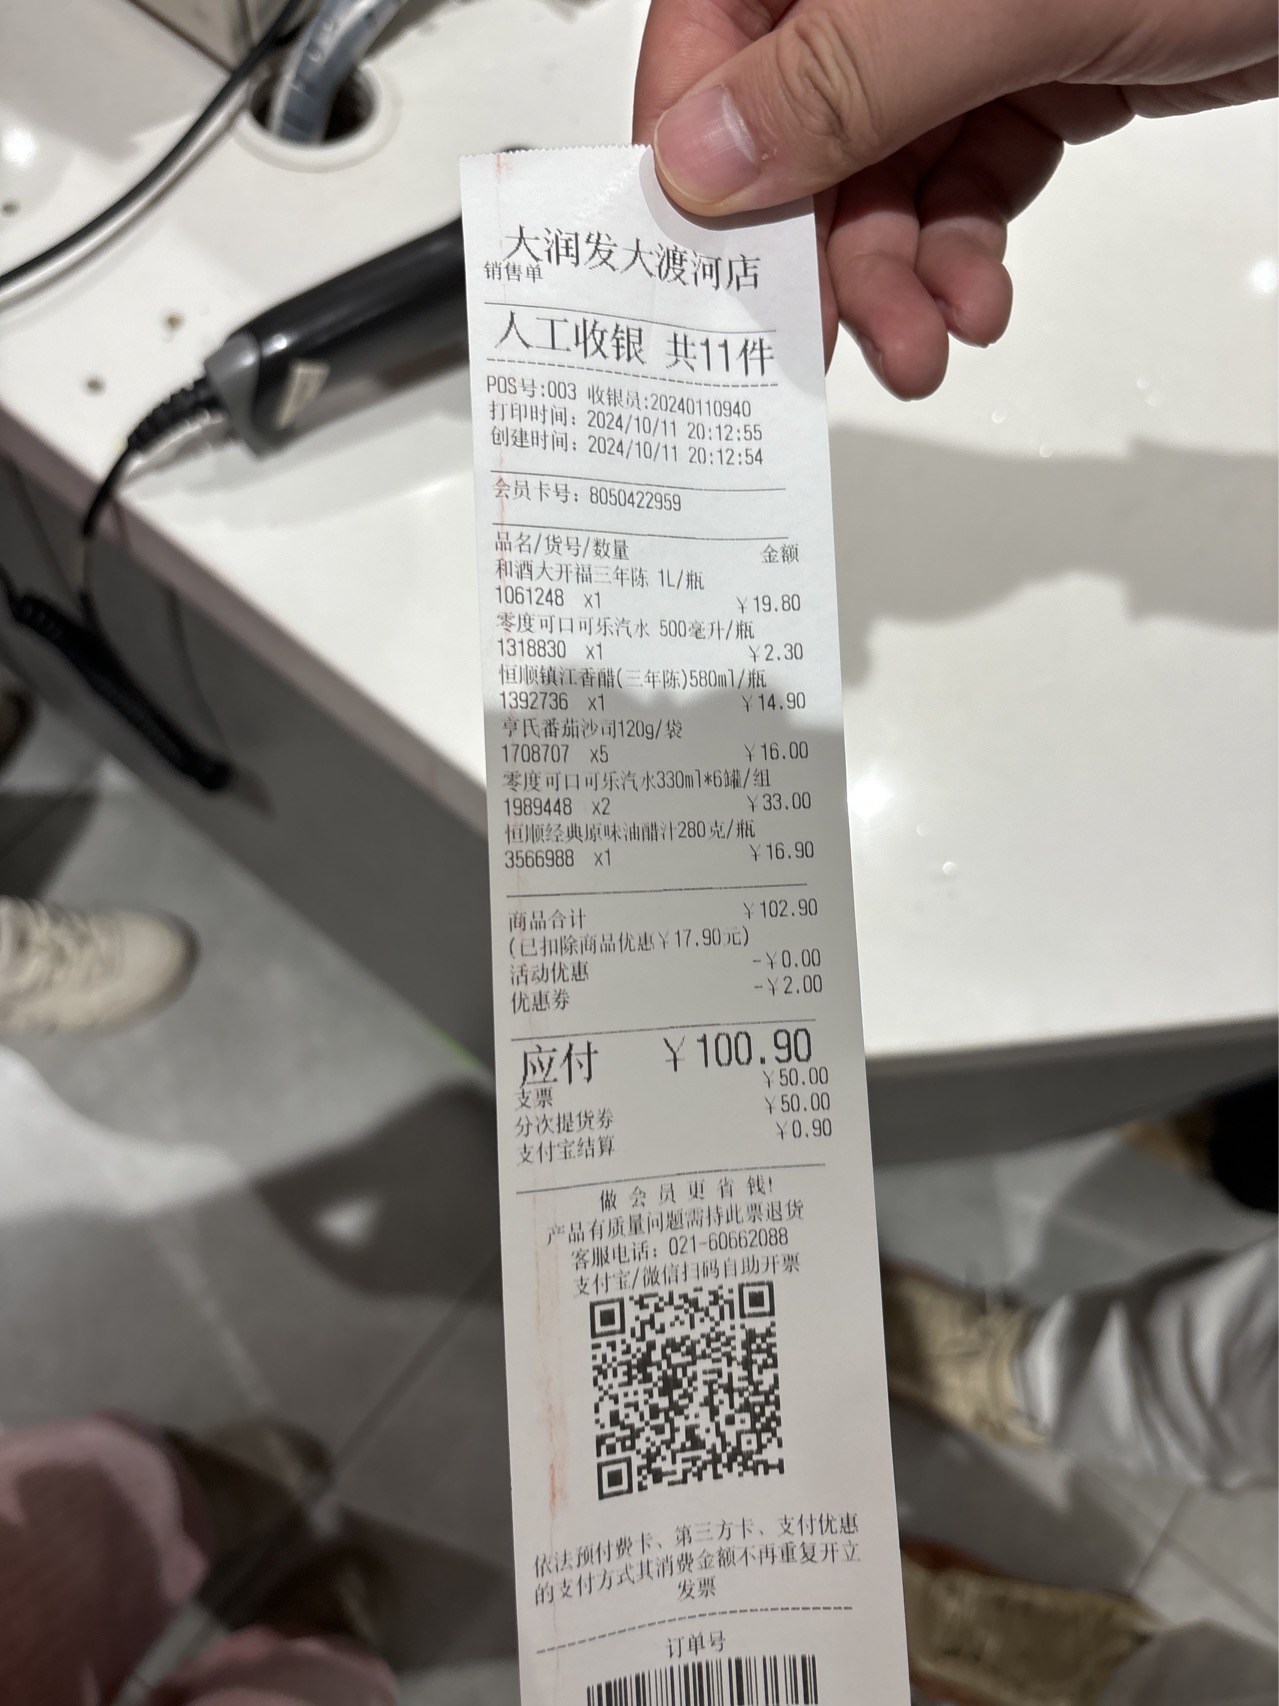 大润发大渡河店
销售单
人工收银 共11件
POS号:003 收银员:20240110940
打印时间: 2024/10/11 20:12:55
创建时间: 2024/10/11 20:12:54
会员卡号: 8050422959
品名/货号/数量 金额
和酒大开福三年陈 1L/瓶
1061248 x1 ￥19.80
零度可口可乐汽水 500毫升/瓶
1318830 x1 ￥2.30
恒顺镇江香醋(三年陈)580ml/瓶
1392736 x1 ￥14.90
亨氏番茄沙司120g/袋
1708707 x5 ￥16.00
零度可口可乐汽水330ml*6罐/组
1989448 x2 ￥33.00
恒顺经典原味油醋汁280克/瓶
3566988 x1 ￥16.90
商品合计 ￥102.90
(已扣除商品优惠￥17.90元)
活动优惠 -￥0.00
优惠券 -￥2.00
应付 ￥100.90
支票 ￥50.00
分次提货券 ￥50.00
支付宝结算 ￥0.90
做 会 员 更 省 钱!
产品有质量问题需持此票退货
客服电话: 021-60662088
支付宝/微信扫码自助开票
依法预付费卡、第三方卡、支付优惠
的支付方式其消费金额不再重复开立
发票
订单号